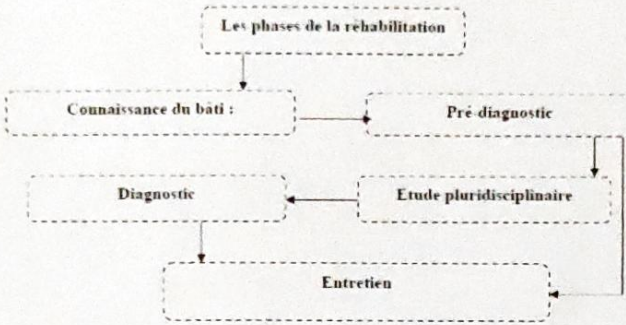 Les phases de la réhabilitation
Connaissance du bâti :
Pré diagnostic
Diagnostic
Etude pluridisciplinaire
Entretien